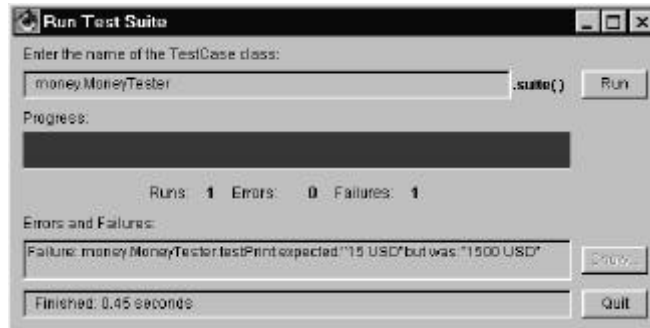 Run Test Suite
Enter the name of the TestCase class:
money.MoneyTester .suite() Run
Progress:
Runs: 1 Errors: 0 Failures: 1
Errors and Failures:
Failure: money.MoneyTester.testPrint:expected:"15 USD"but was:"1500 USD"
Show...
Finished: 0.45 seconds Quit